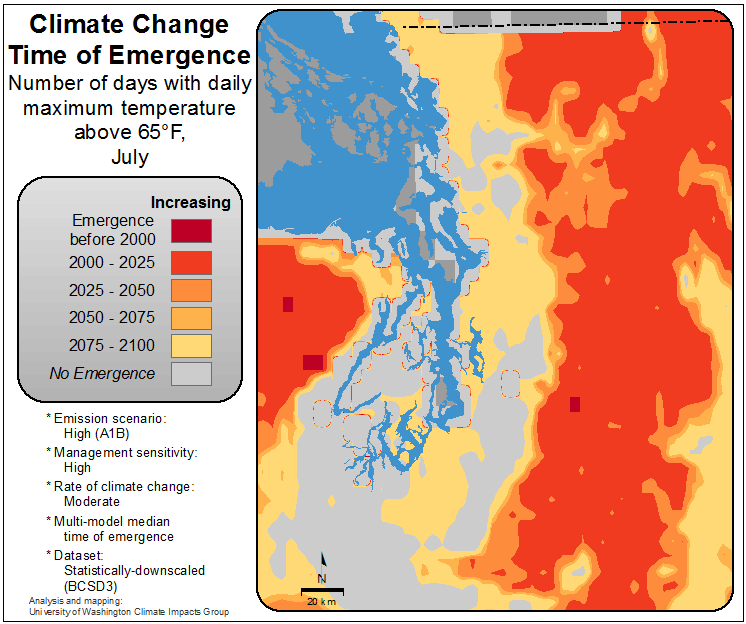 Climate Change
Time of Emergence
Number of days with daily
maximum temperature
above 65°F,
July
Increasing
Emergence
before 2000
2000 - 2025
2025 - 2050
2050 - 2075
2075 - 2100
No Emergence
* Emission scenario:
High (A1B)
* Management sensitivity:
High
* Rate of climate change:
Moderate
* Multi-model median
time of emergence
* Dataset:
Statistically-downscaled
(BCSD3)
Analysis and mapping:
University of Washington Climate Impacts Group
N
20 km